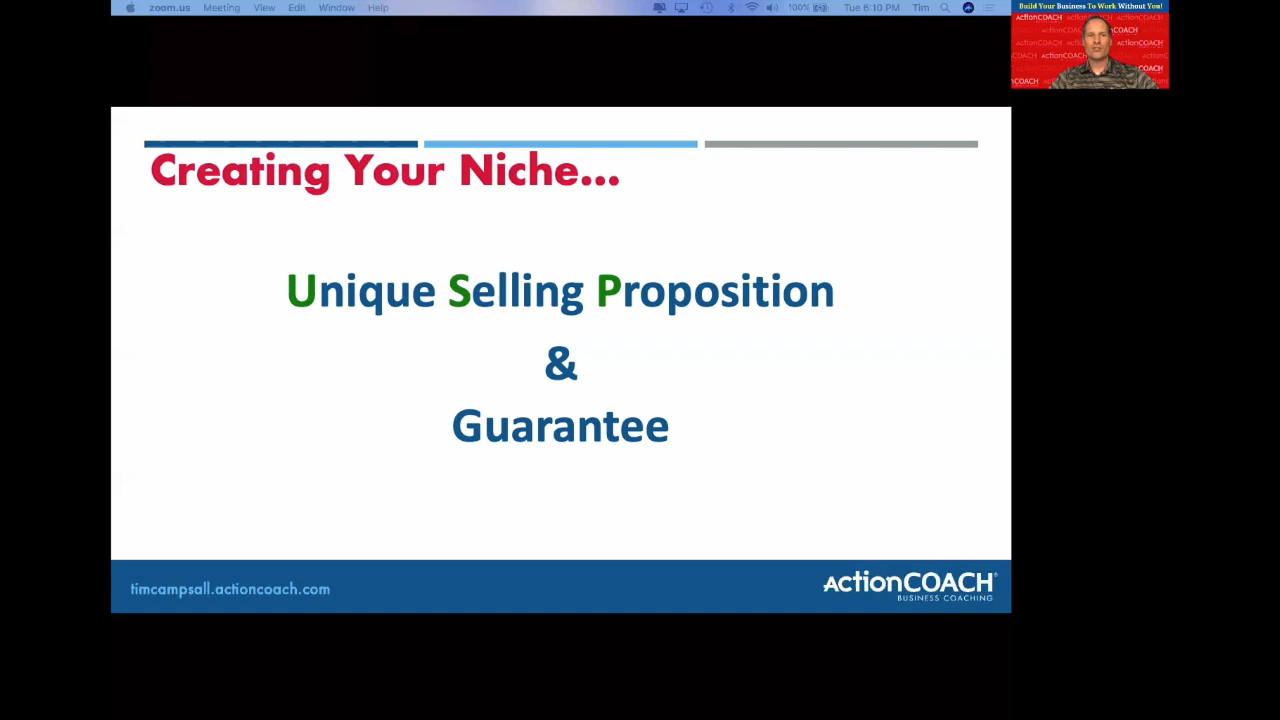 zoom.us Meeting View Edit Window Help 100% Tue 6:10 PM Tim
Build Your Business To Work Without You!
ActionCOACH
Creating Your Niche...
Unique Selling Proposition
&
Guarantee
timcampsall.actioncoach.com
ActionCOACH
BUSINESS COACHING